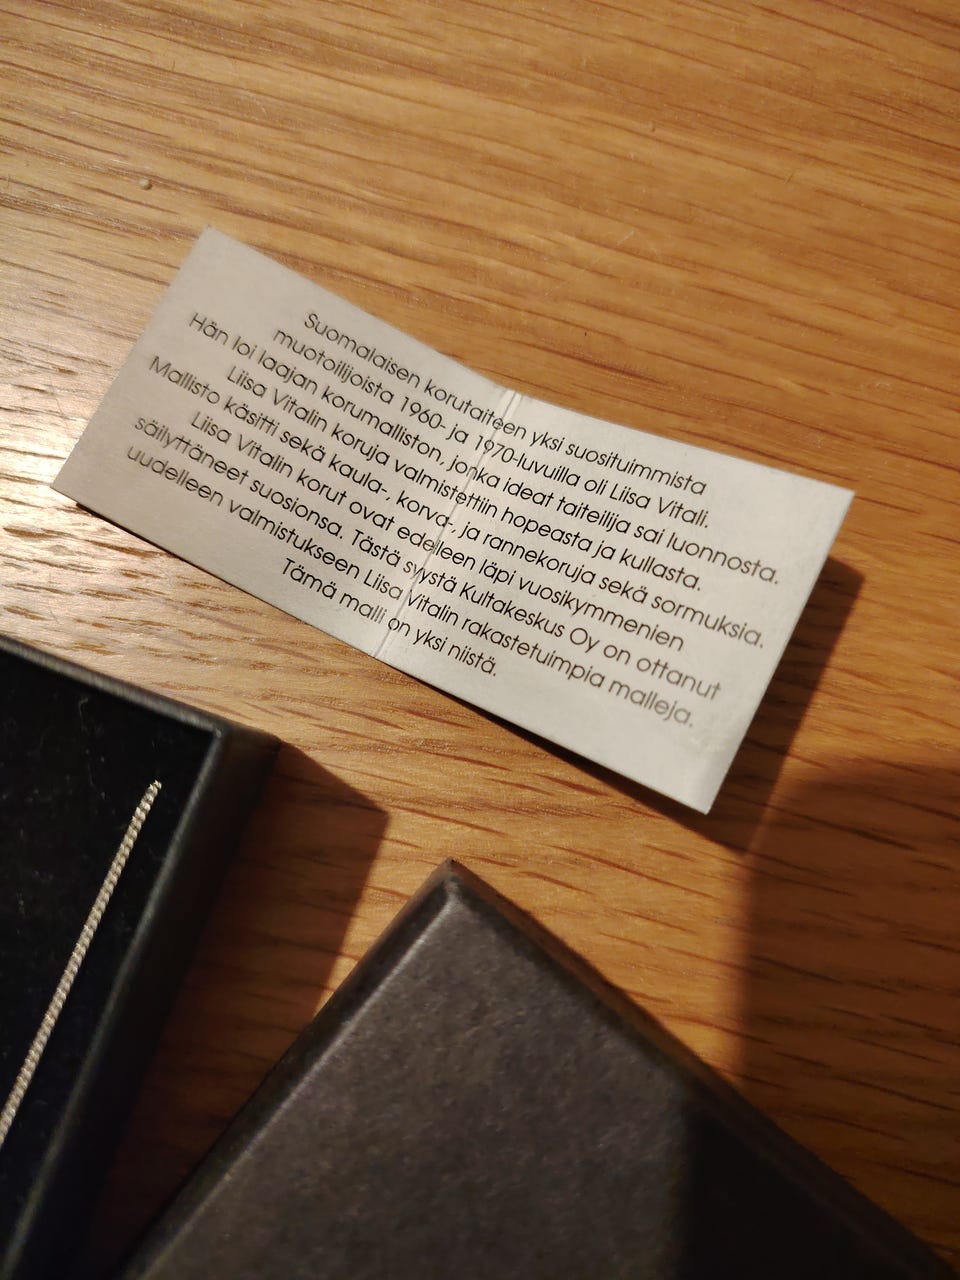 Suomalaisen korutaiteen yksi suosituimmista
muotoilijoista 1960- ja 1970-luvuilla oli Liisa Vitali.
Hän loi laajan korumalliston, jonka ideat taiteilija sai luonnosta.
Liisa Vitalin koruja valmistettiin hopeasta ja kullasta.
Mallisto käsitti sekä kaula-, korva-, ja rannekoruja sekä sormuksia.
Liisa Vitalin korut ovat edelleen läpi vuosikymmenien
säilyttäneet suosionsa. Tästä syystä Kultakeskus Oy on ottanut
uudelleen valmistukseen Liisa Vitalin rakastetuimpia malleja.
Tämä malli on yksi niistä.